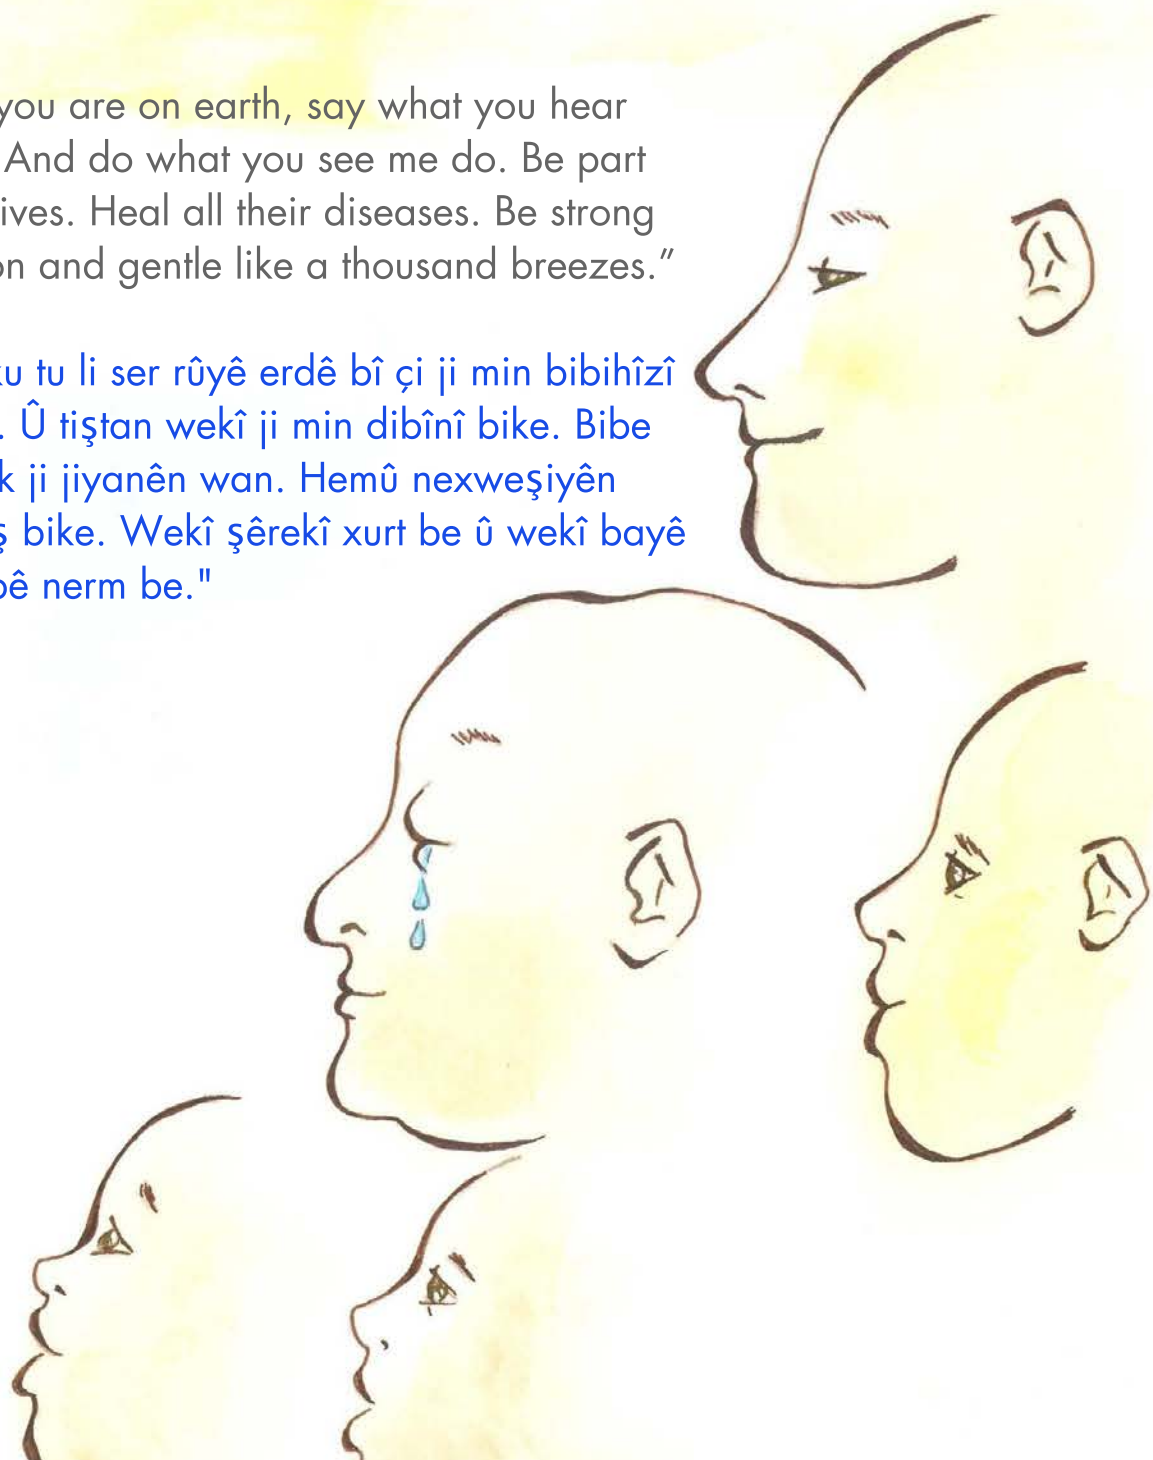 you are on earth, say what you hear
And do what you see me do. Be part
ives. Heal all their diseases. Be strong
on and gentle like a thousand breezes.”
ku tu li ser rûyê erdê bî çi ji min bibihîzî
. Û tiştan wekî ji min dibînî bike. Bibe
k ji jiyanên wan. Hemû nexweşiyên
ş bike. Wekî şêrekî xurt be û wekî bayê
bê nerm be."